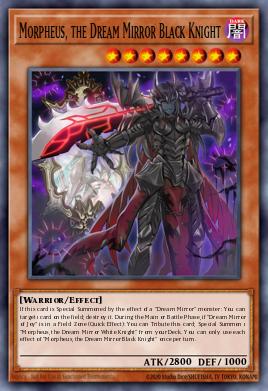 Morpheus, the Dream Mirror Black Knight
DARK
闇
[Warrior/Effect]
If this card is Special Summoned by the effect of a "Dream Mirror" monster: You can
target 1 card on the field; destroy it. During the Main or Battle Phase, if "Dream Mirror
of Joy" is in a Field Zone (Quick Effect): You can Tribute this card; Special Summon 1
"Morpheus, the Dream Mirror White Knight" from your Deck. You can only use each
effect of "Morpheus, the Dream Mirror Black Knight" once per turn.
ATK/2800 DEF/1000
©2020 Studio Dice/SHUEISHA, TV TOKYO, KONAMI